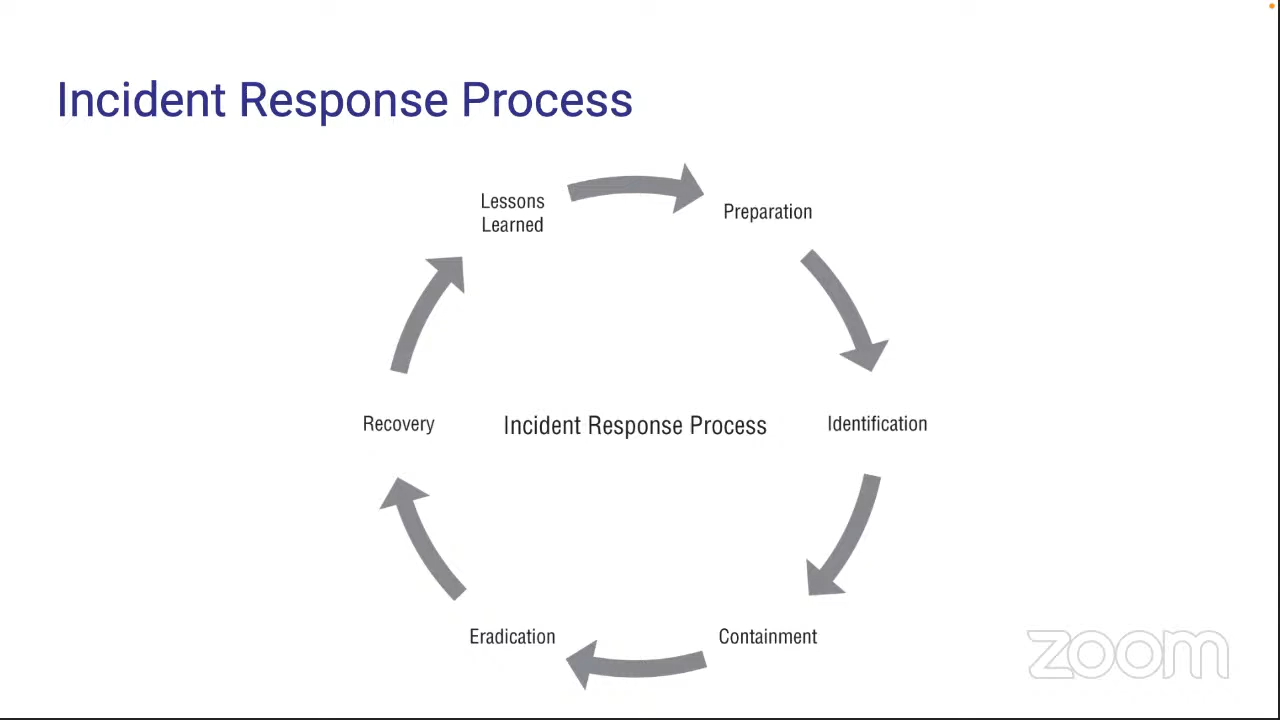 Incident Response Process
Lessons
Learned
Preparation
Recovery
Incident Response Process
Identification
Eradication
Containment
zoom